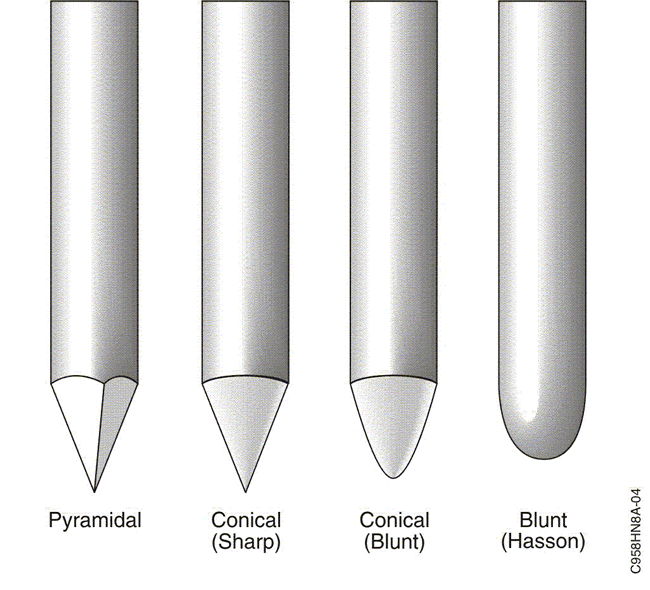 Pyramidal
Conical
(Sharp)
Conical
(Blunt)
Blunt
(Hasson)
C958HN8A-04